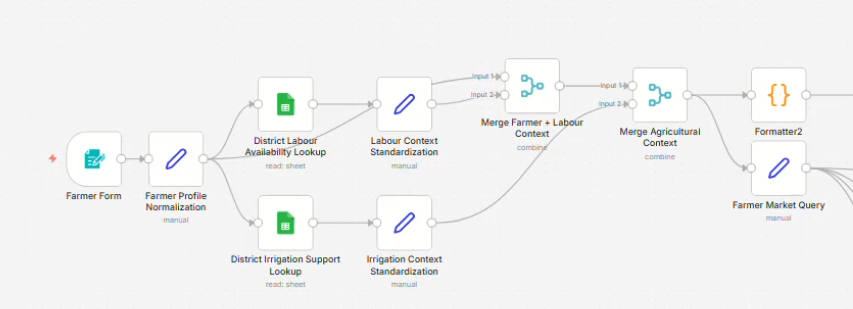 Farmer Form
Farmer Profile
Normalization
manual
District Labour
Availability Lookup
read: sheet
Labour Context
Standardization
manual
District Irrigation Support
Lookup
read: sheet
Irrigation Context
Standardization
manual
Input 1
Input 2
Merge Farmer + Labour
Context
combine
Input 1
Input 2
Merge Agricultural
Context
combine
Formatter2
Farmer Market Query
manual